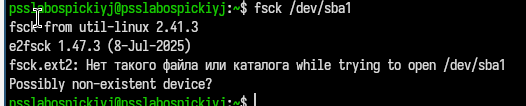 psslabospickiyj@psslabospickiyj:~$ fsck /dev/sba1
fsck from util-linux 2.41.3
e2fsck 1.47.3 (8-Jul-2025)
fsck.ext2: Нет такого файла или каталога while trying to open /dev/sba1
Possibly non-existent device?
psslabospickiyj@psslabospickiyj:~$